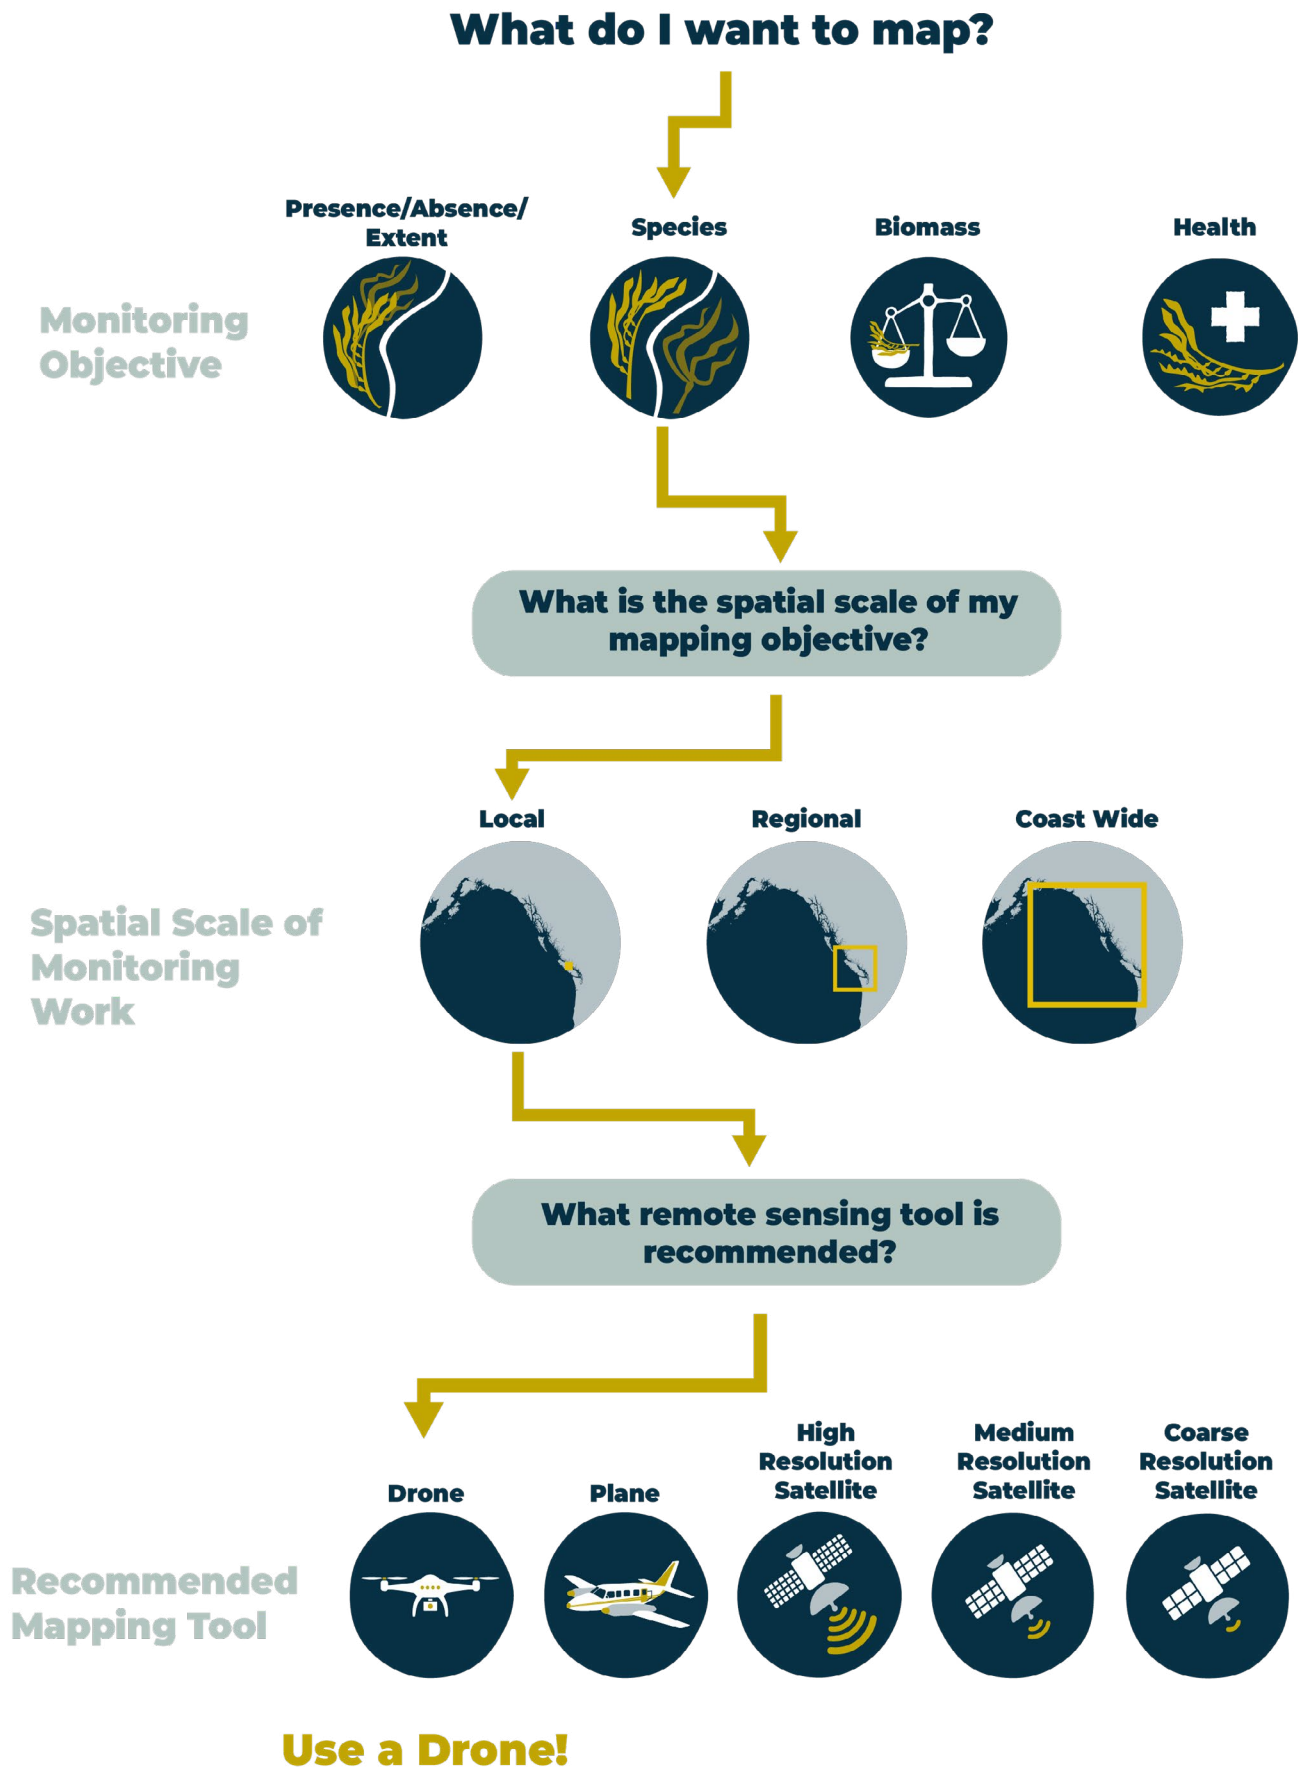 What do I want to map?
Presence/Absence/
Extent
Species
Biomass
Health
Monitoring
Objective
What is the spatial scale of my
mapping objective?
Local
Regional
Coast Wide
Spatial Scale of
Monitoring
Work
What remote sensing tool is
recommended?
Drone
Plane
High
Resolution
Satellite
Medium
Resolution
Satellite
Coarse
Resolution
Satellite
Recommended
Mapping Tool
Use a Drone!